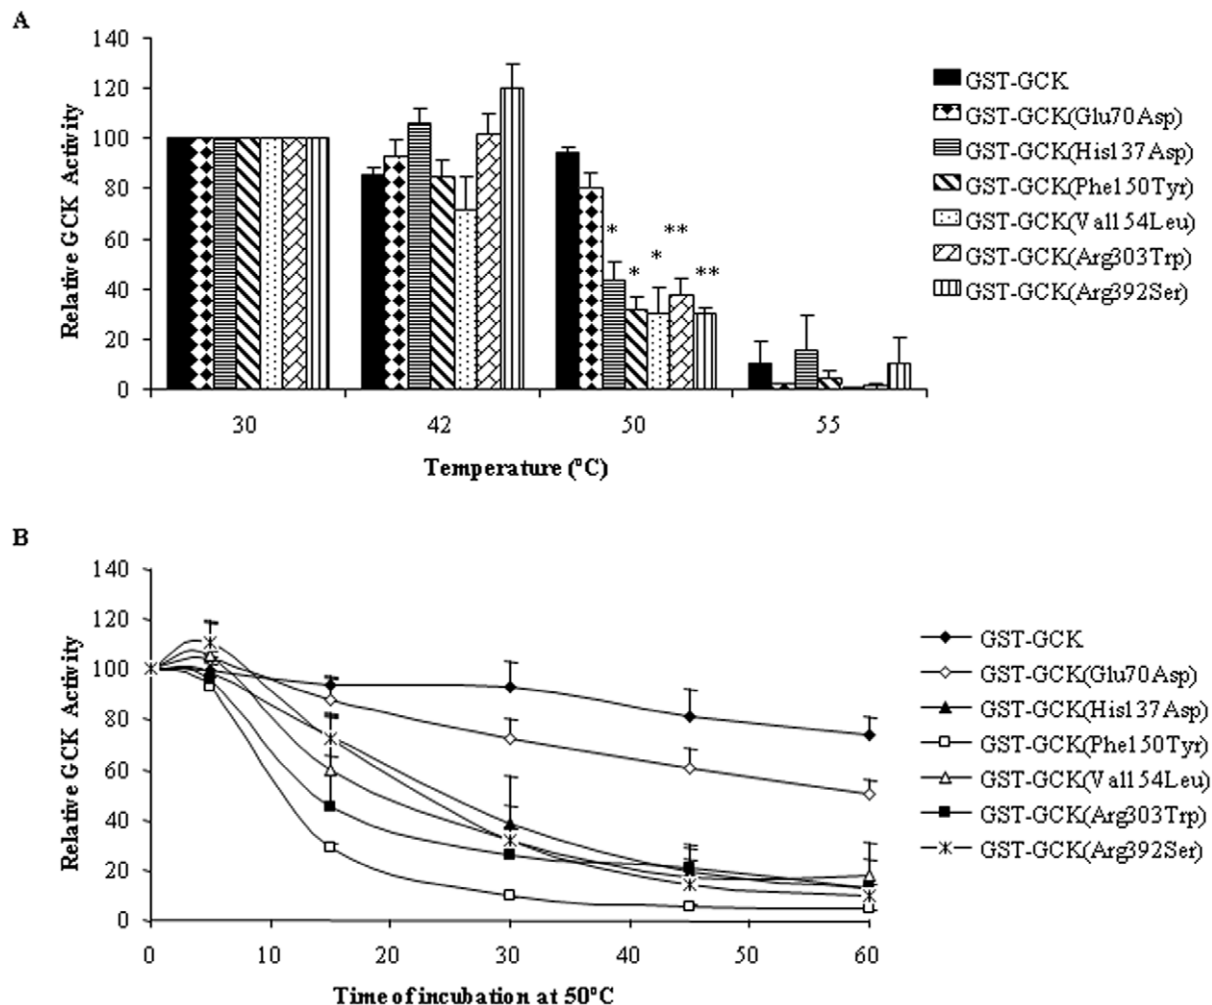 A
140
120
100
80
60
40
20
0
Relative GCK Activity
* * * ** **
30 42 50 55
Temperature (°C)
GST-GCK
GST-GCK(Glu70Asp)
GST-GCK(His137Asp)
GST-GCK(Phe150Tyr)
GST-GCK(Val154Leu)
GST-GCK(Arg303Trp)
GST-GCK(Arg392Ser)
B
140
120
100
80
60
40
20
0
Relative GCK Activity
0 10 20 30 40 50 60
Time of incubation at 50°C
GST-GCK
GST-GCK(Glu70Asp)
GST-GCK(His137Asp)
GST-GCK(Phe150Tyr)
GST-GCK(Val154Leu)
GST-GCK(Arg303Trp)
GST-GCK(Arg392Ser)